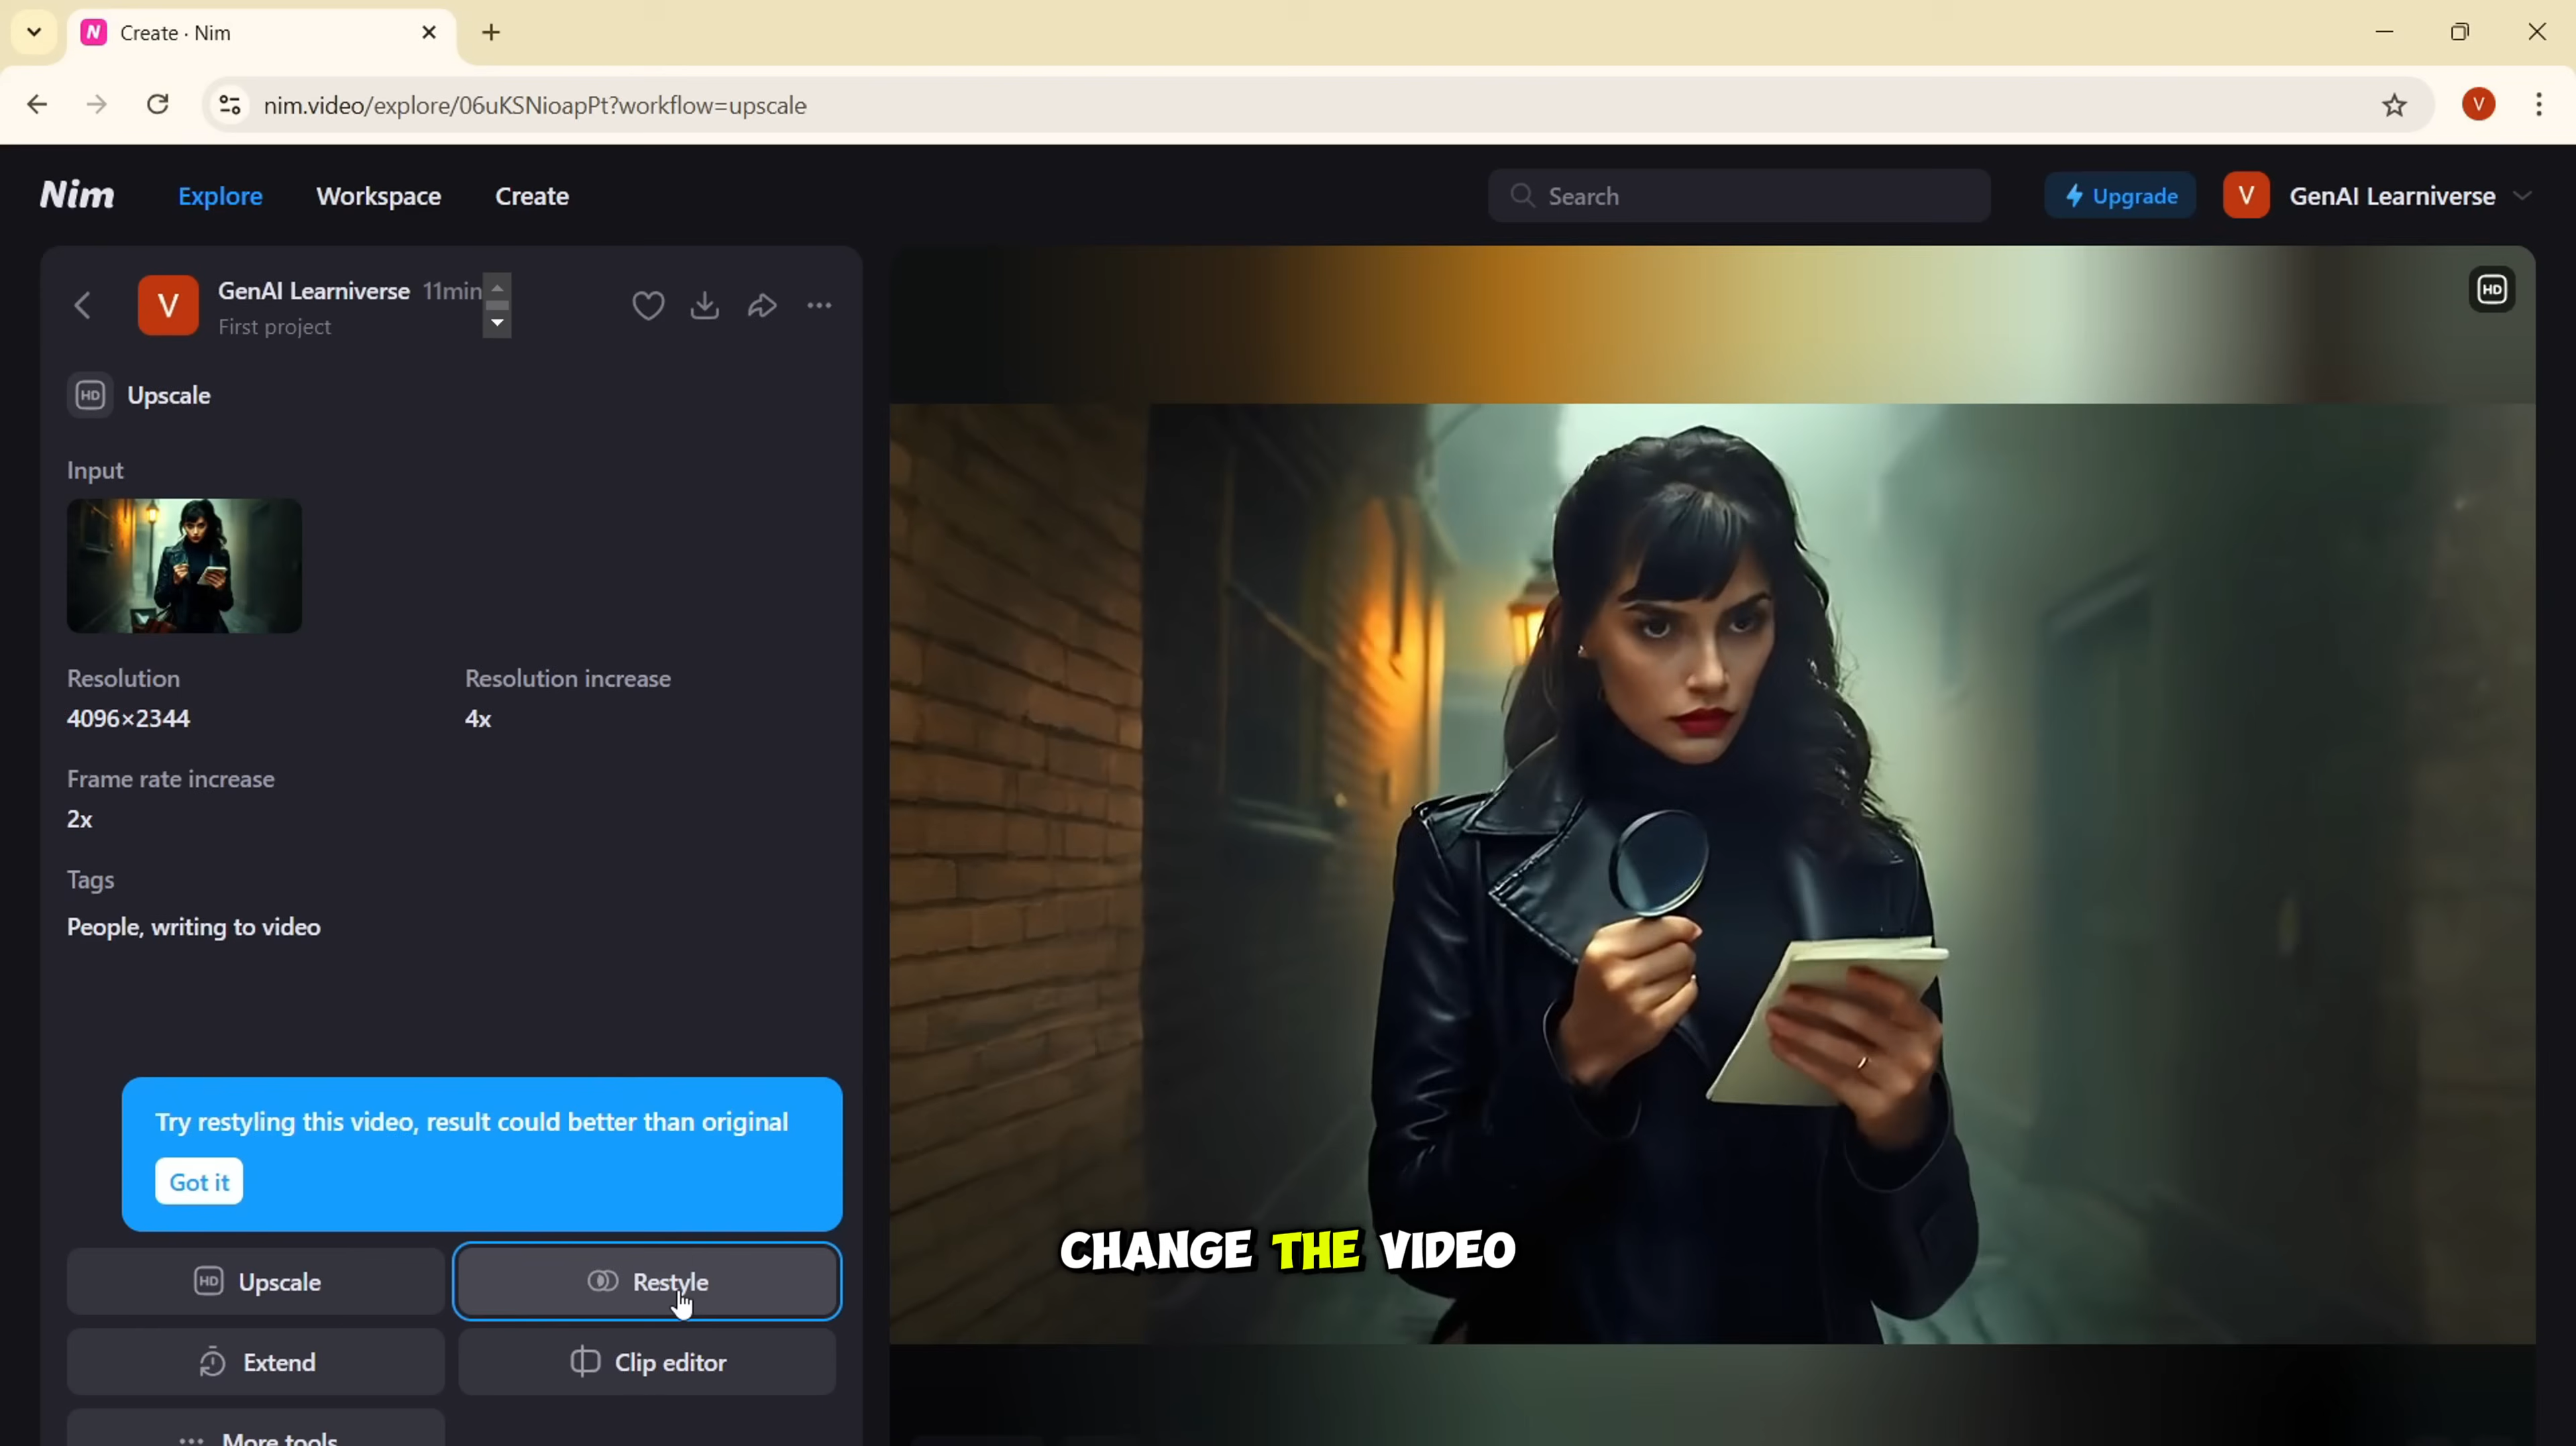 Create · Nim
nim.video/explore/06uKSNioapPt?workflow=upscale
Nim Explore Workspace Create Search Upgrade V GenAI Learniverse
V
V GenAI Learniverse 11min
First project
HD
HD Upscale
Input
Resolution Resolution increase
4096×2344 4x
Frame rate increase
2x
Tags
People, writing to video
Try restyling this video, result could better than original
Got it
CHANGE THE VIDEO
HD Upscale Restyle
Extend Clip editor
More tools